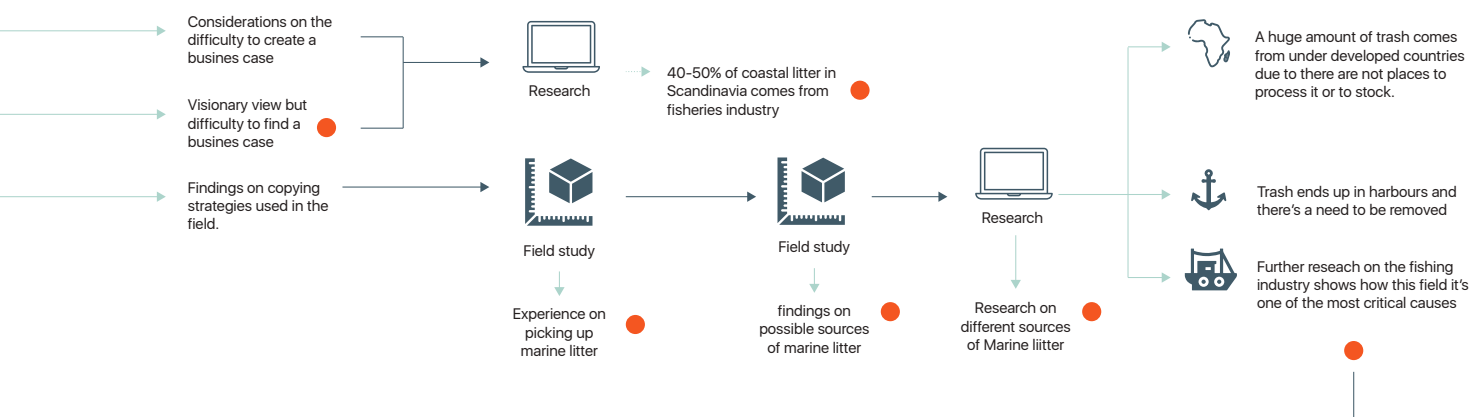 Considerations on the
difficulty to create a
busines case
Visionary view but
difficulty to find a
busines case
Findings on copying
strategies used in the
field.
Research
40-50% of coastal litter in
Scandinavia comes from
fisheries industry
Field study
Experience on
picking up
marine litter
Field study
findings on
possible sources
of marine litter
Research
Research on
different sources
of Marine liitter
A huge amount of trash comes
from under developed countries
due to there are not places to
process it or to stock.
Trash ends up in harbours and
there's a need to be removed
Further reseach on the fishing
industry shows how this field it's
one of the most critical causes